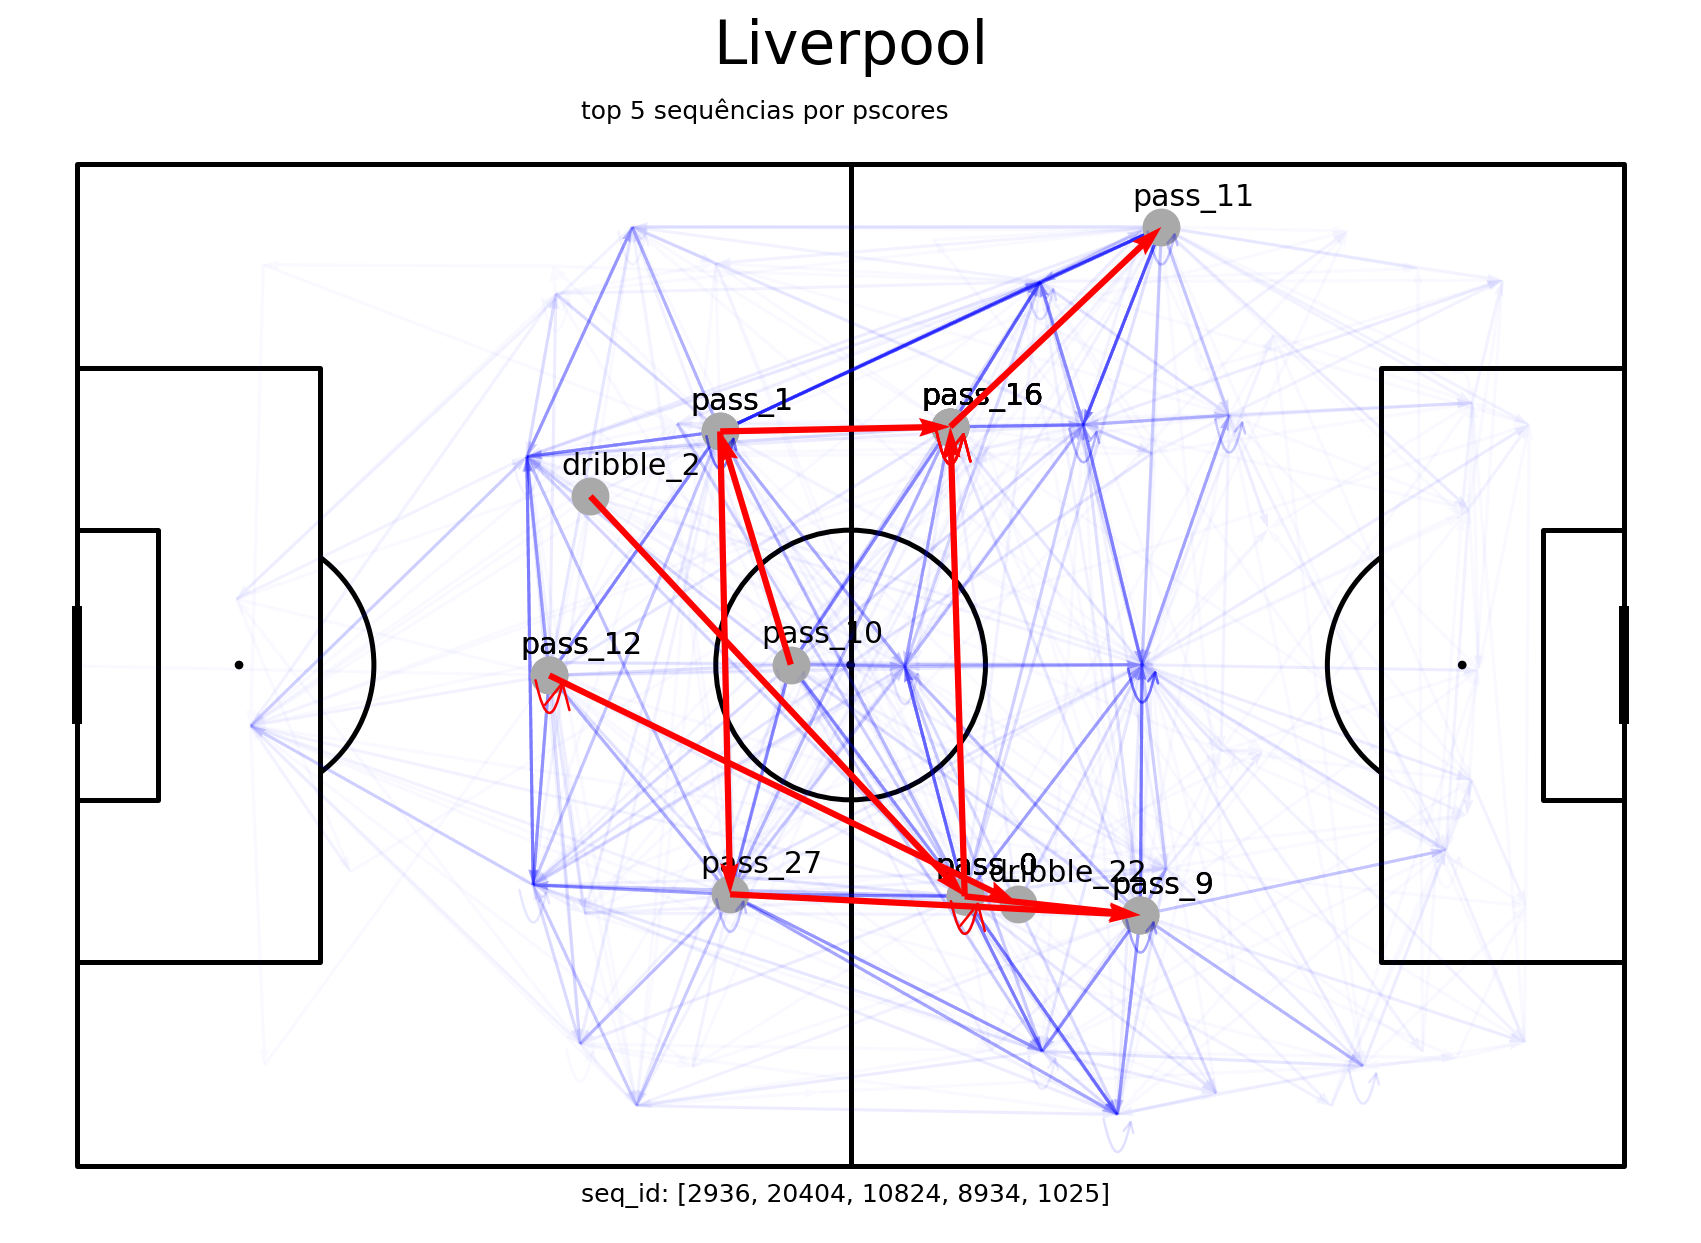 Liverpool
top 5 sequências por pscores
pass_11
pass_1
pass_16
dribble_2
pass_12
pass_10
pass_27
pass_0
dribble_22
pass_9
seq_id: [2936, 20404, 10824, 8934, 1025]